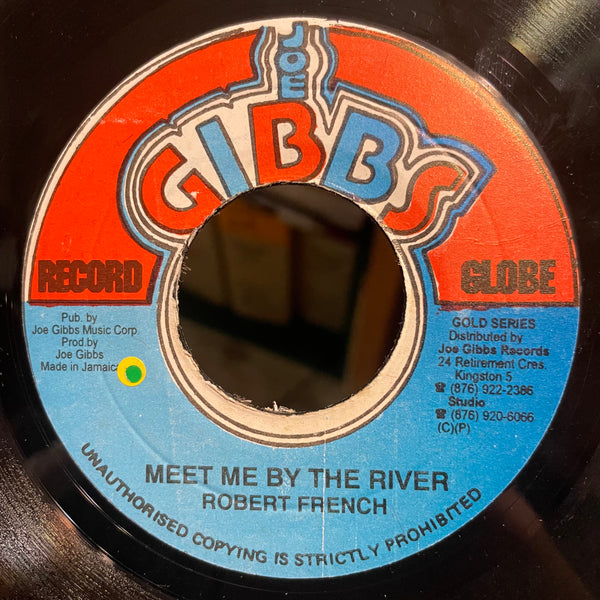 JOE
GIBBS
RECORD GLOBE
Pub. by
Joe Gibbs Music Corp.
Prod.by
Joe Gibbs
Made in Jamaica
GOLD SERIES
Distributed by
Joe Gibbs Records
24 Retirement Cres.
Kingston 5
☎ (876) 922-2386
Studio
☎ (876) 920-6066
(C)(P)
MEET ME BY THE RIVER
ROBERT FRENCH
UNAUTHORISED COPYING IS STRICTLY PROHIBITED